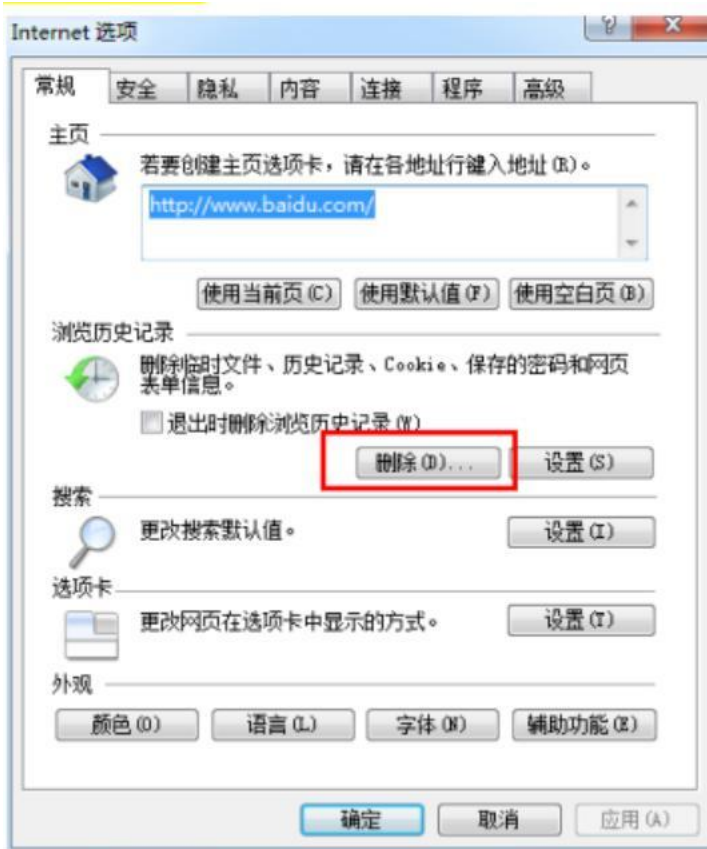 Internet 选项
常规 安全 隐私 内容 连接 程序 高级
主页
若要创建主页选项卡，请在各地址行键入地址(R)。
http://www.baidu.com/
使用当前页(C) 使用默认值(F) 使用空白页(B)
浏览历史记录
删除临时文件、历史记录、Cookie、保存的密码和网页
表单信息。
退出时删除浏览历史记录(W)
删除(D)... 设置(S)
搜索
更改搜索默认值。 设置(I)
选项卡
更改网页在选项卡中显示的方式。 设置(T)
外观
颜色(O) 语言(L) 字体(N) 辅助功能(E)
确定 取消 应用(A)